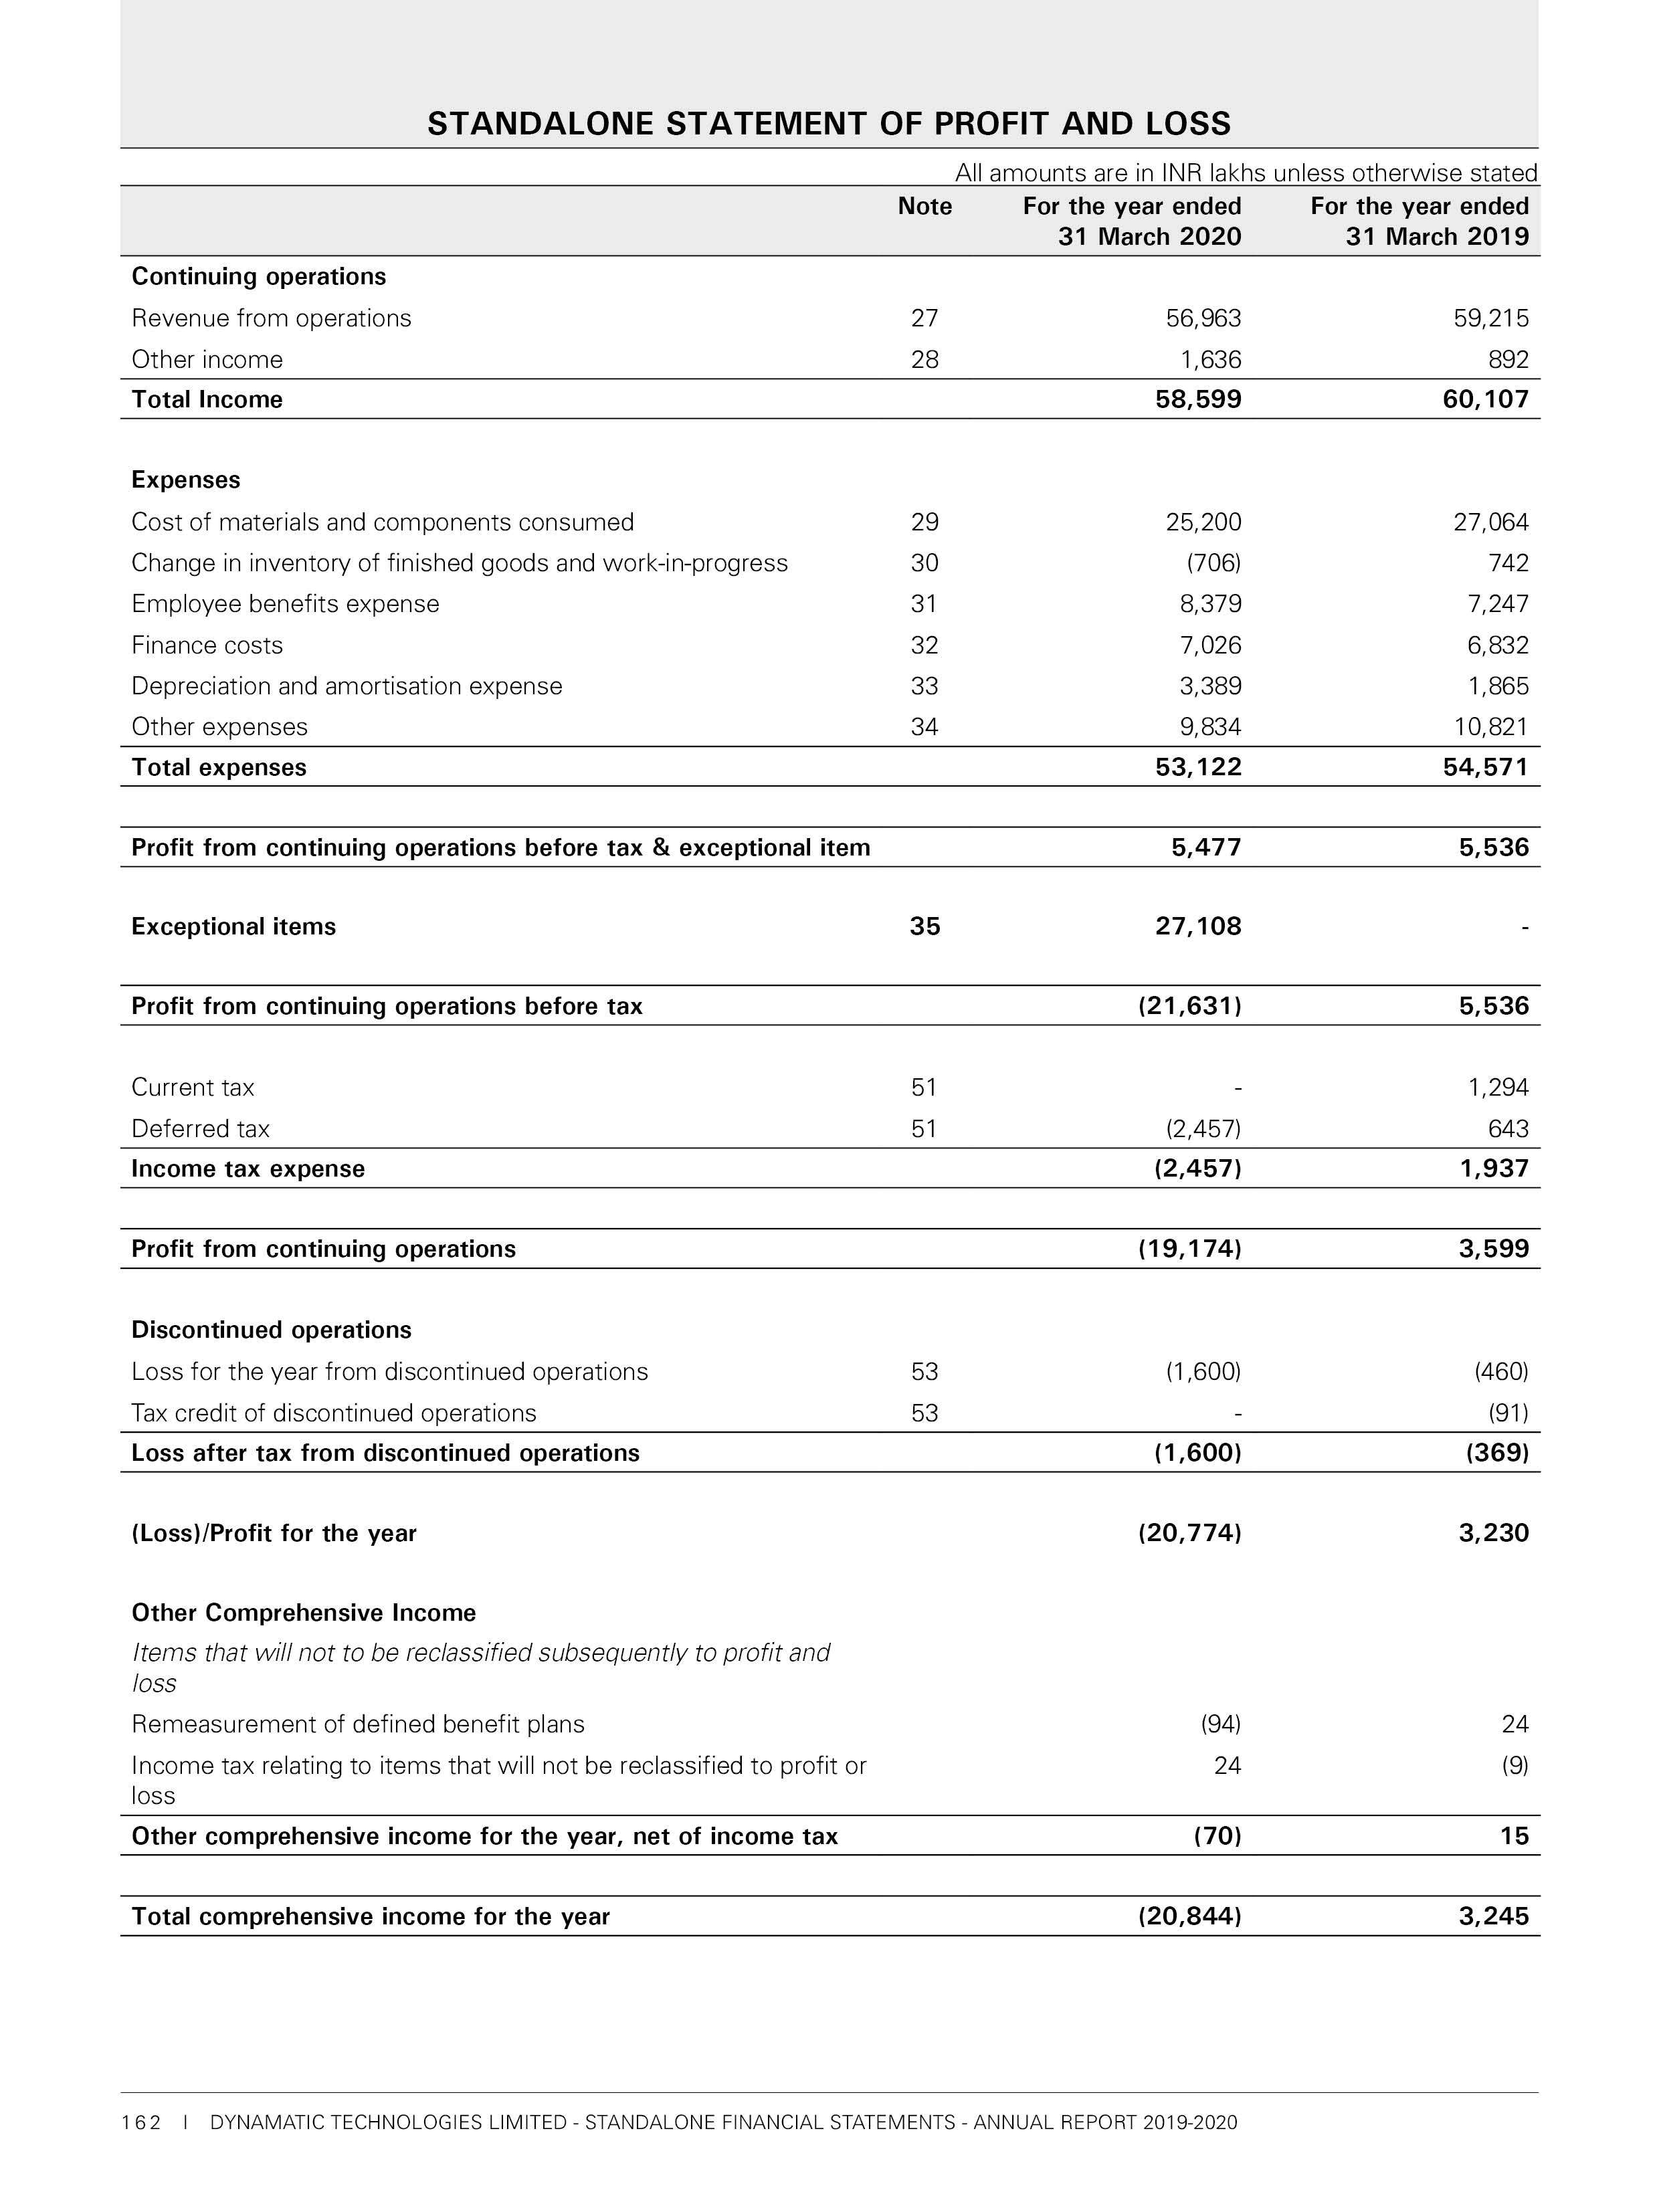 STANDALONE STATEMENT OF PROFIT AND LOSS
All amounts are in INR lakhs unless otherwise stated
Note For the year ended For the year ended
31 March 2020 31 March 2019
Continuing operations
Revenue from operations 27 56,963 59,215
Other income 28 1,636 892
Total Income 58,599 60,107
Expenses
Cost of materials and components consumed 29 25,200 27,064
Change in inventory of finished goods and work-in-progress 30 (706) 742
Employee benefits expense 31 8,379 7,247
Finance costs 32 7,026 6,832
Depreciation and amortisation expense 33 3,389 1,865
Other expenses 34 9,834 10,821
Total expenses 53,122 54,571
Profit from continuing operations before tax & exceptional item 5,477 5,536
Exceptional items 35 27,108 -
Profit from continuing operations before tax (21,631) 5,536
Current tax 51 - 1,294
Deferred tax 51 (2,457) 643
Income tax expense (2,457) 1,937
Profit from continuing operations (19,174) 3,599
Discontinued operations
Loss for the year from discontinued operations 53 (1,600) (460)
Tax credit of discontinued operations 53 - (91)
Loss after tax from discontinued operations (1,600) (369)
(Loss)/Profit for the year (20,774) 3,230
Other Comprehensive Income
Items that will not to be reclassified subsequently to profit and
loss
Remeasurement of defined benefit plans (94) 24
Income tax relating to items that will not be reclassified to profit or 24 (9)
loss
Other comprehensive income for the year, net of income tax (70) 15
Total comprehensive income for the year (20,844) 3,245
162 I DYNAMATIC TECHNOLOGIES LIMITED - STANDALONE FINANCIAL STATEMENTS - ANNUAL REPORT 2019-2020